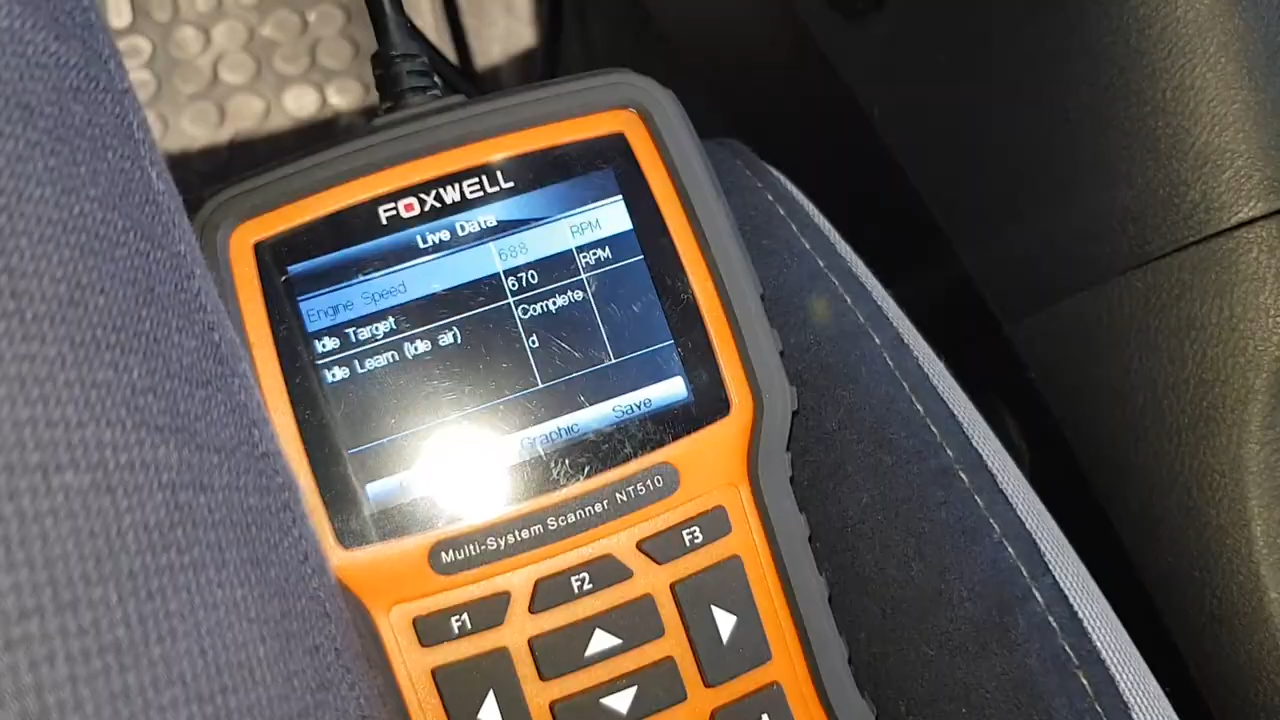 FOXWELL
Live Data
Engine Speed 688 RPM
Idle Target 670 RPM
Idle Learn (Idle air) Complete
d
Graphic Save
Multi-System Scanner NT510
F1 F2 F3